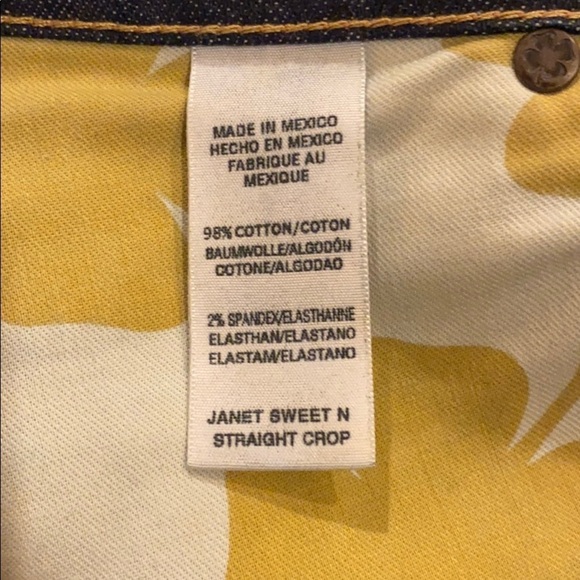 MADE IN MEXICO
HECHO EN MEXICO
FABRIQUE AU
MEXIQUE
98% COTTON/COTON
BAUMWOLLE/ALGODÓN
COTONE/ALGODAO
2% SPANDEX/ELASTHANNE
ELASTHAN/ELASTANO
ELASTAM/ELASTANO
JANET SWEET N
STRAIGHT CROP